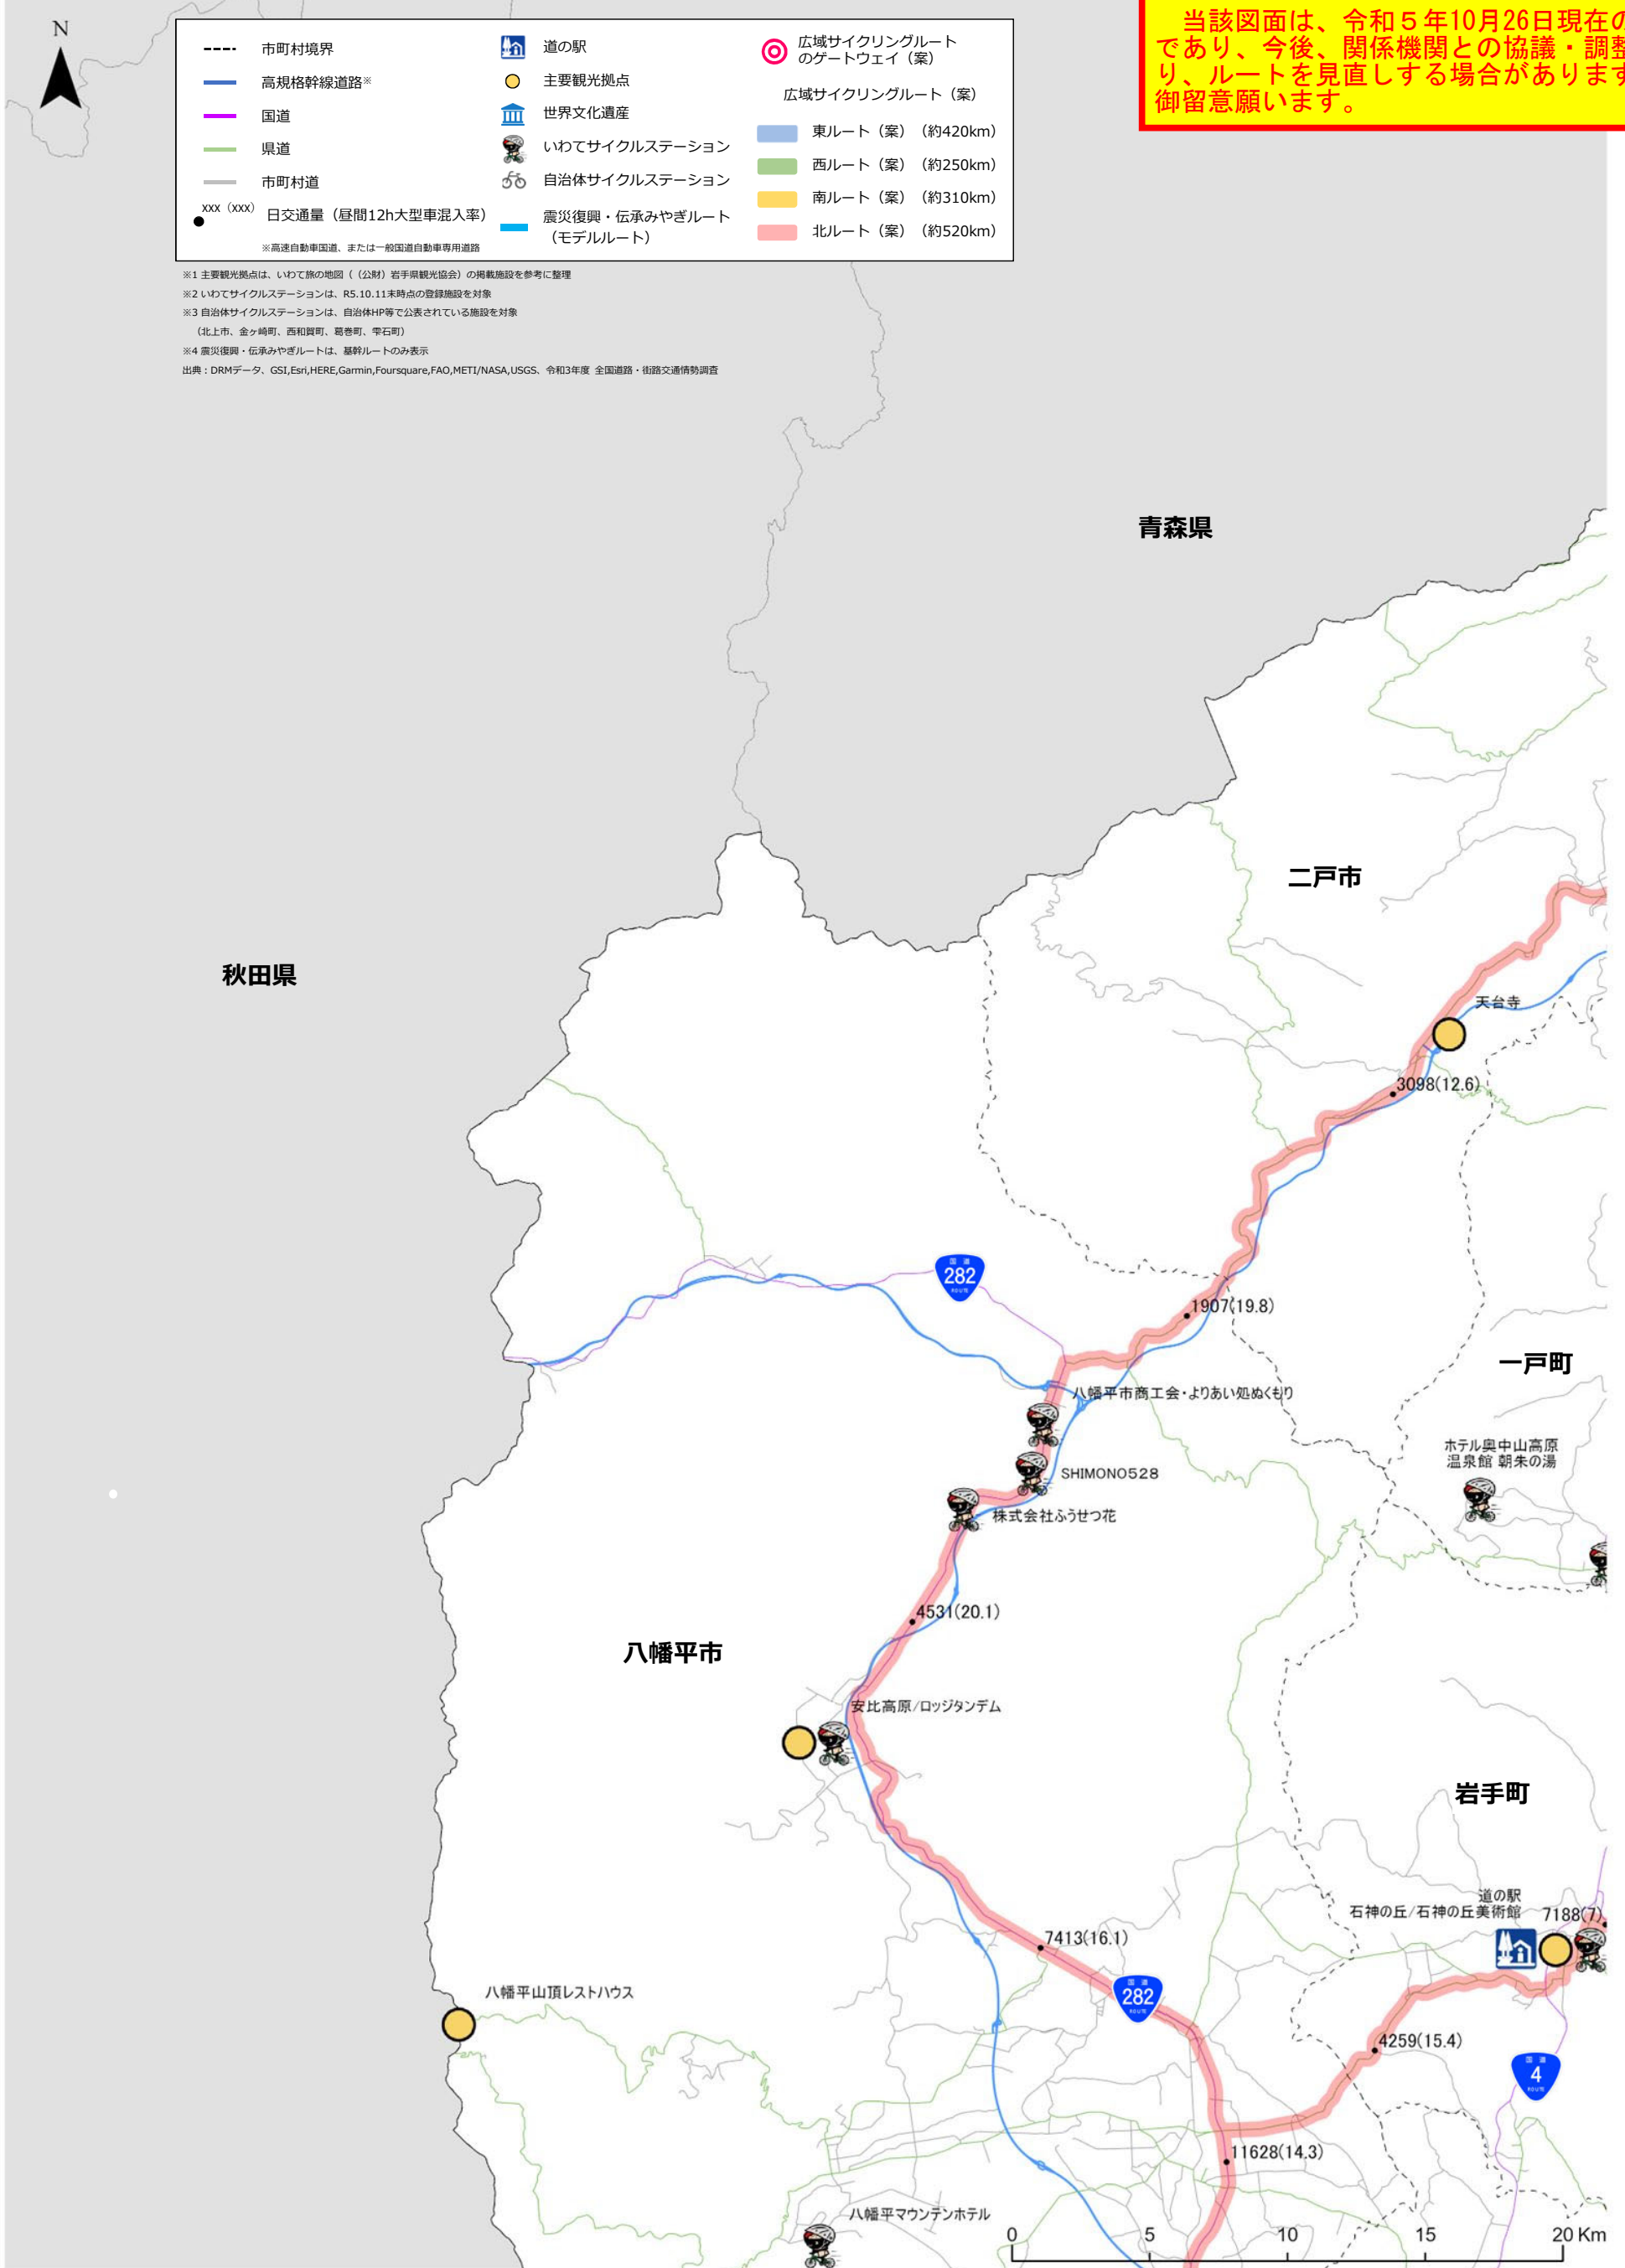 N
市町村境界
高規格幹線道路※
国道
県道
市町村道
xxx（xxx）
日交通量（昼間12h大型車混入率）
※高速自動車国道、または一般国道自動車専用道路
道の駅
主要観光拠点
世界文化遺産
いわてサイクルステーション
自治体サイクルステーション
震災復興・伝承みやぎルート
（モデルルート）
広域サイクリングルート
のゲートウェイ（案）
広域サイクリングルート（案）
東ルート（案）（約420km）
西ルート（案）（約250km）
南ルート（案）（約310km）
北ルート（案）（約520km）
当該図面は、令和５年10月26日現在の
であり、今後、関係機関との協議・調整
り、ルートを見直しする場合があります
御留意願います。
※1 主要観光拠点は、いわて旅の地図（（公財）岩手県観光協会）の掲載施設を参考に整理
※2 いわてサイクルステーションは、R5.10.11末時点の登録施設を対象
※3 自治体サイクルステーションは、自治体HP等で公表されている施設を対象
（北上市、金ヶ崎町、西和賀町、葛巻町、雫石町）
※4 震災復興・伝承みやぎルートは、基幹ルートのみ表示
出典：DRMデータ、GSI,Esri,HERE,Garmin,Foursquare,FAO,METI/NASA,USGS、令和3年度 全国道路・街路交通情勢調査
青森県
二戸市
秋田県
天台寺
3098(12.6)
国道
282
ROUTE
1907(19.8)
一戸町
八幡平市商工会・よりあい処ぬくもり
ホテル奥中山高原
温泉館 朝朱の湯
SHIMONO528
株式会社ふうせつ花
4531(20.1)
八幡平市
安比高原/ロッジタンデム
岩手町
道の駅
石神の丘/石神の丘美術館
7188(7)
7413(16.1)
国道
282
ROUTE
八幡平山頂レストハウス
4259(15.4)
国道
4
ROUTE
11628(14.3)
八幡平マウンテンホテル
0 5 10 15 20 Km